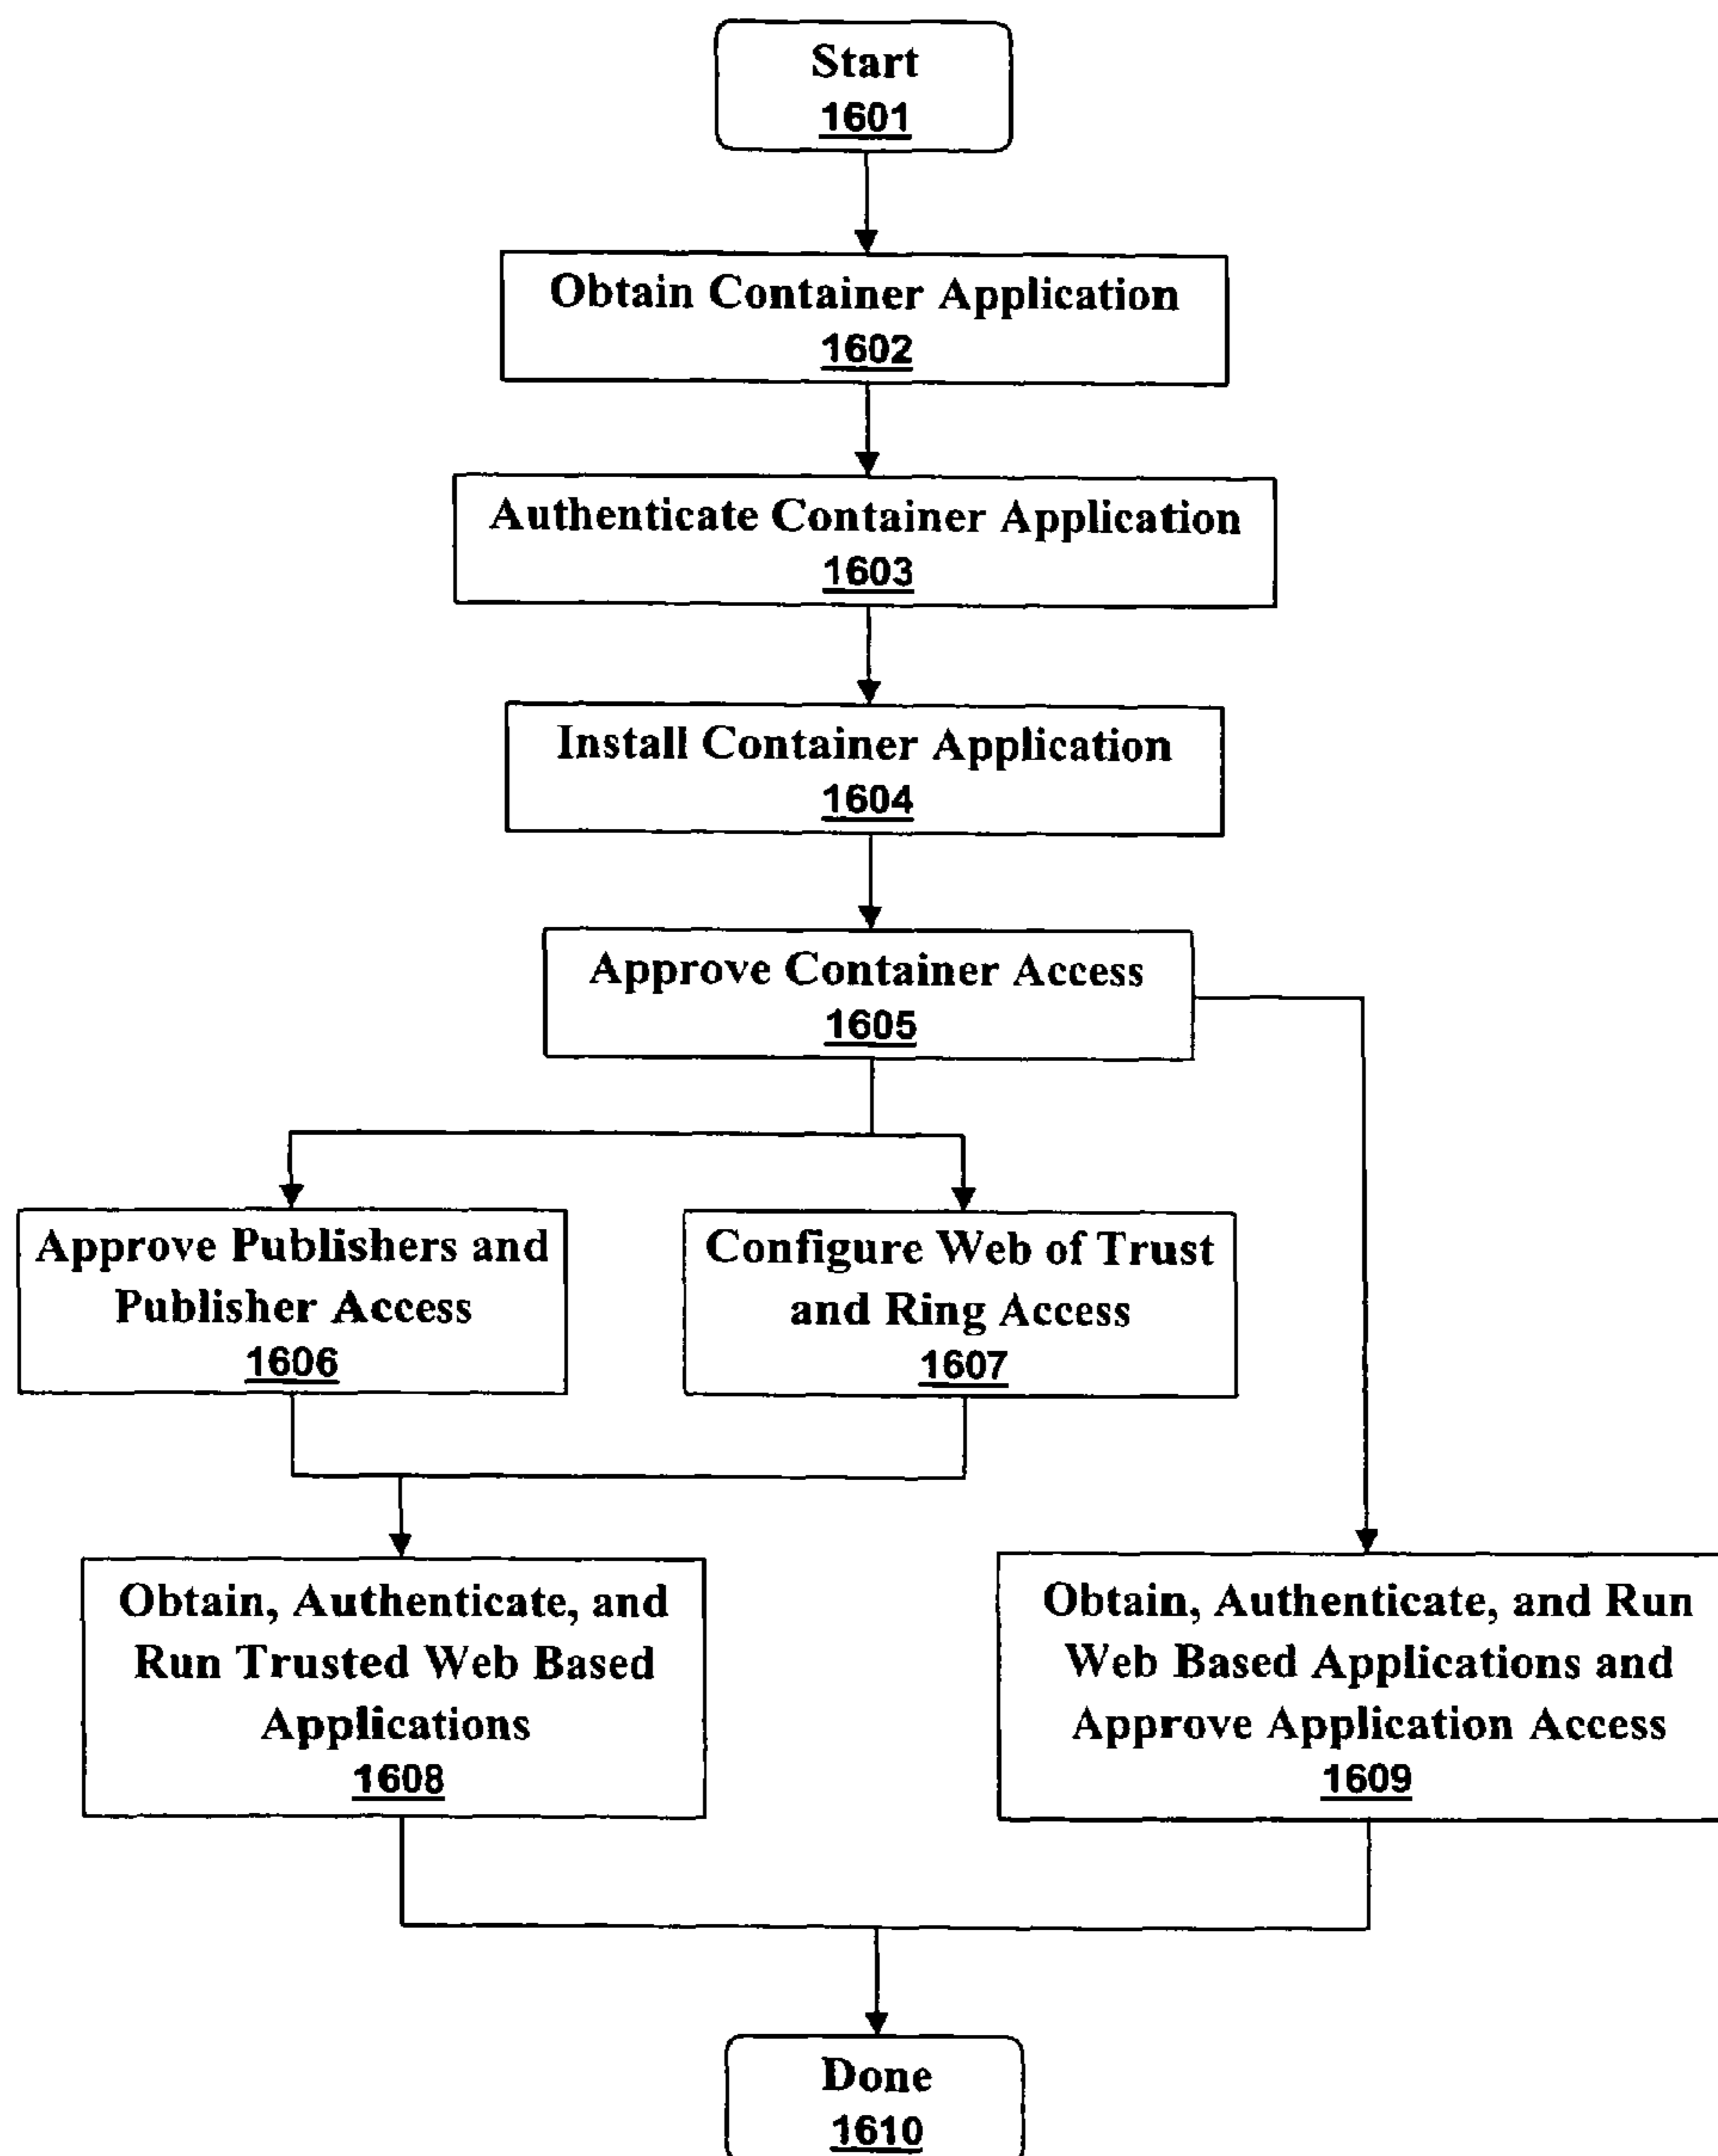 Start
1601
Obtain Container Application
1602
Authenticate Container Application
1603
Install Container Application
1604
Approve Container Access
1605
Approve Publishers and
Publisher Access
1606
Configure Web of Trust
and Ring Access
1607
Obtain, Authenticate, and
Run Trusted Web Based
Applications
1608
Obtain, Authenticate, and Run
Web Based Applications and
Approve Application Access
1609
Done
1610